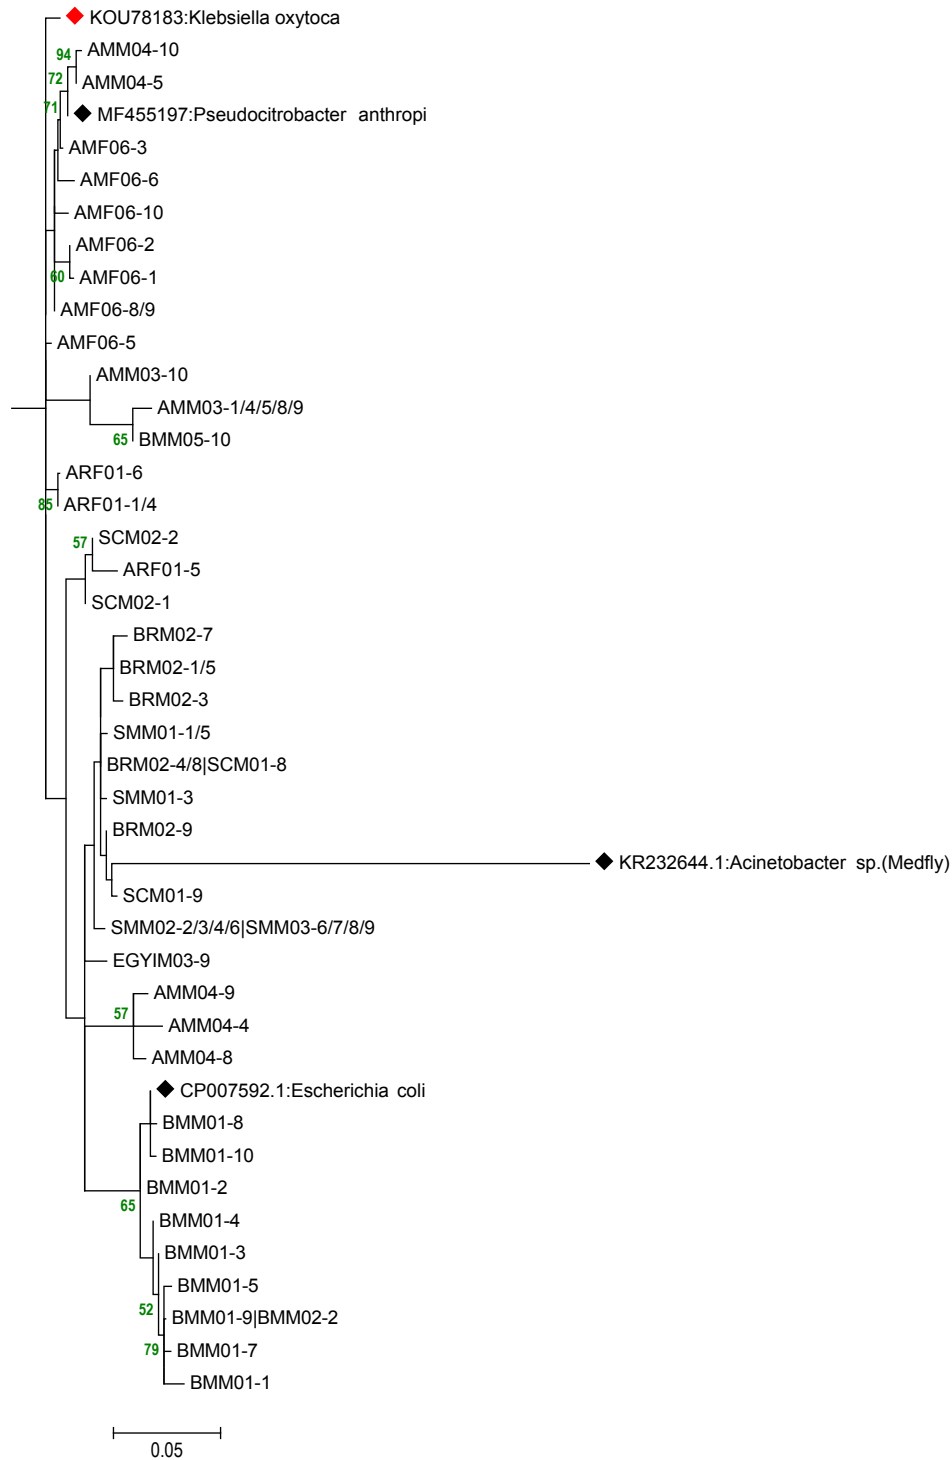 KOU78183:Klebsiella oxytoca
94
AMM04-10
72
AMM04-5
71
MF455197:Pseudocitrobacter anthropi
AMF06-3
AMF06-6
AMF06-10
AMF06-2
60
AMF06-1
AMF06-8/9
AMF06-5
AMM03-10
AMM03-1/4/5/8/9
65
BMM05-10
ARF01-6
85
ARF01-1/4
57
SCM02-2
ARF01-5
SCM02-1
BRM02-7
BRM02-1/5
BRM02-3
SMM01-1/5
BRM02-4/8|SCM01-8
SMM01-3
BRM02-9
KR232644.1:Acinetobacter sp.(Medfly)
SCM01-9
SMM02-2/3/4/6|SMM03-6/7/8/9
EGYIM03-9
AMM04-9
57
AMM04-4
AMM04-8
CP007592.1:Escherichia coli
BMM01-8
BMM01-10
BMM01-2
65
BMM01-4
BMM01-3
BMM01-5
52
BMM01-9|BMM02-2
79
BMM01-7
BMM01-1
0.05